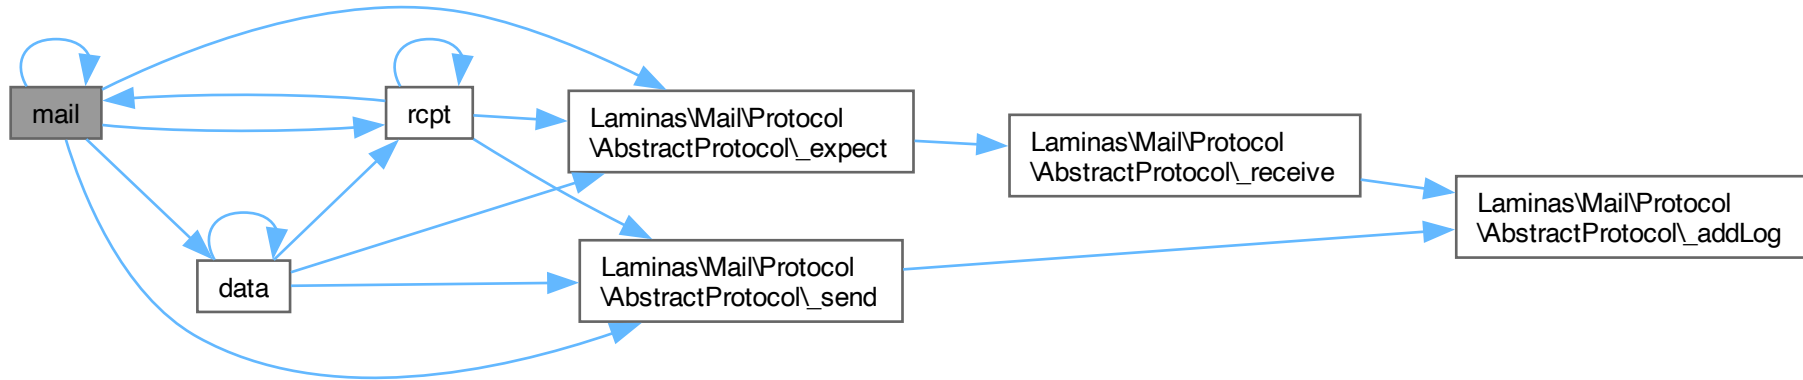 mail
rcpt
data
Laminas\Mail\Protocol
\AbstractProtocol\_expect
Laminas\Mail\Protocol
\AbstractProtocol\_send
Laminas\Mail\Protocol
\AbstractProtocol\_receive
Laminas\Mail\Protocol
\AbstractProtocol\_addLog